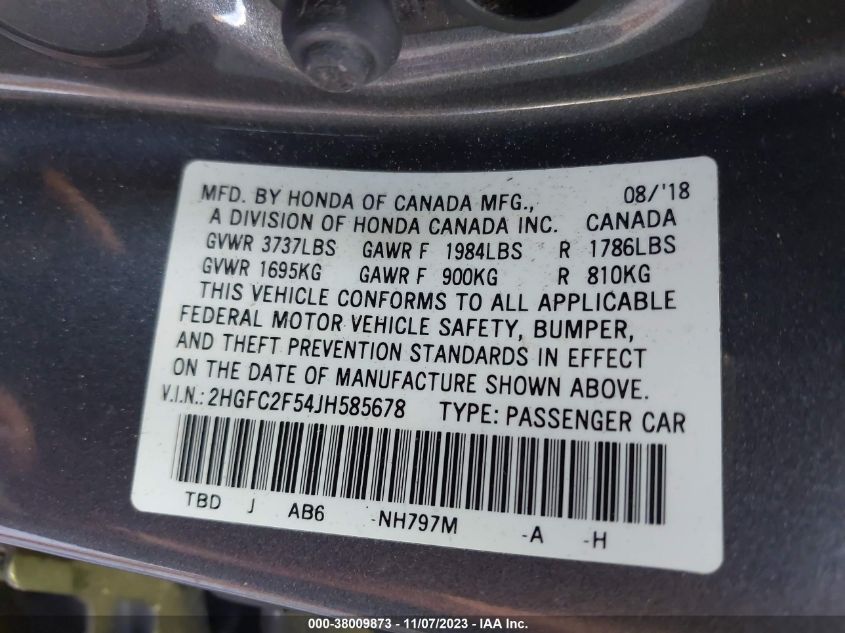 MFD. BY HONDA OF CANADA MFG., 08/'18
A DIVISION OF HONDA CANADA INC. CANADA
GVWR 3737LBS GAWR F 1984LBS R 1786LBS
GVWR 1695KG GAWR F 900KG R 810KG
THIS VEHICLE CONFORMS TO ALL APPLICABLE
FEDERAL MOTOR VEHICLE SAFETY, BUMPER,
AND THEFT PREVENTION STANDARDS IN EFFECT
ON THE DATE OF MANUFACTURE SHOWN ABOVE.
V.I.N.: 2HGFC2F54JH585678 TYPE: PASSENGER CAR
TBD J AB6 -NH797M -A -H
000-38009873 - 11/07/2023 - IAA Inc.